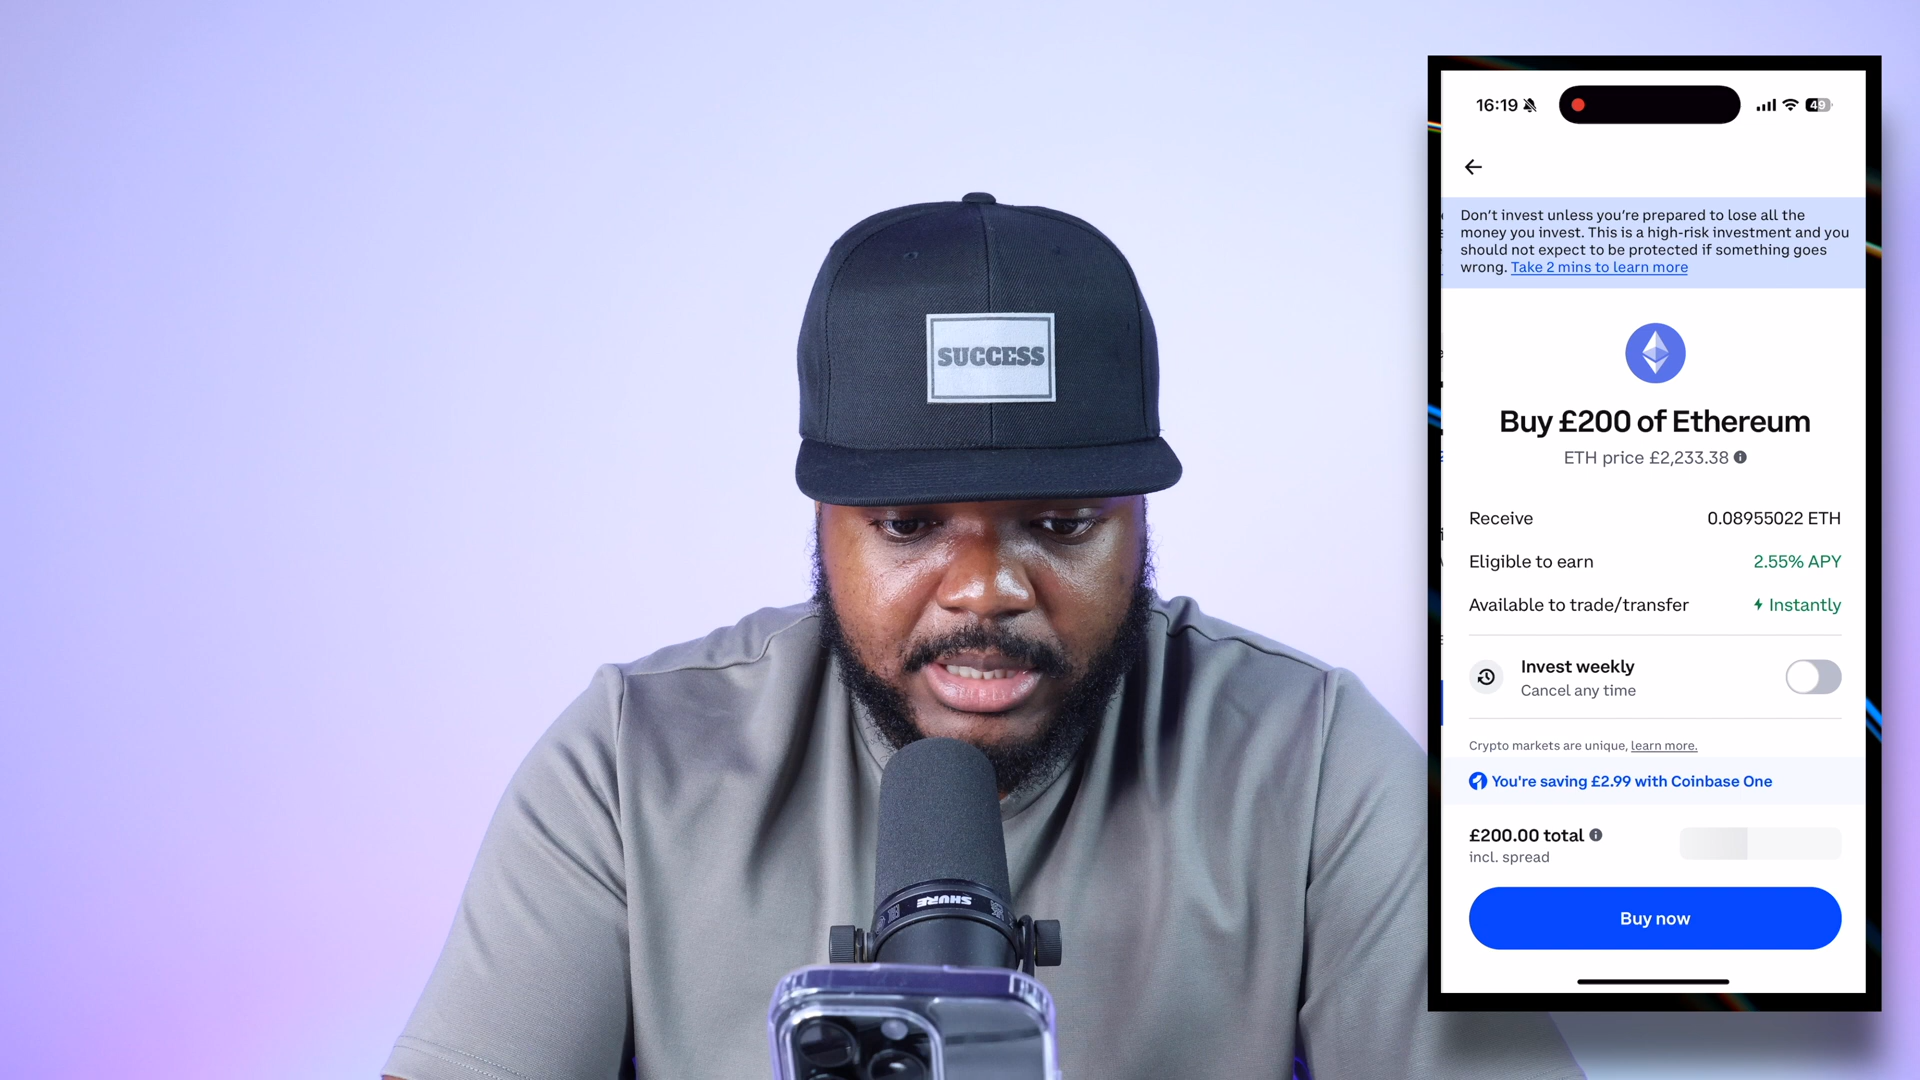 SUCCESS
SHURE
16:19
49
Don't invest unless you're prepared to lose all the
money you invest. This is a high-risk investment and you
should not expect to be protected if something goes
wrong. Take 2 mins to learn more
Buy £200 of Ethereum
ETH price £2,233.38
Receive 0.08955022 ETH
Eligible to earn 2.55% APY
Available to trade/transfer Instantly
Invest weekly
Cancel any time
Crypto markets are unique, learn more.
You're saving £2.99 with Coinbase One
£200.00 total
incl. spread
Buy now